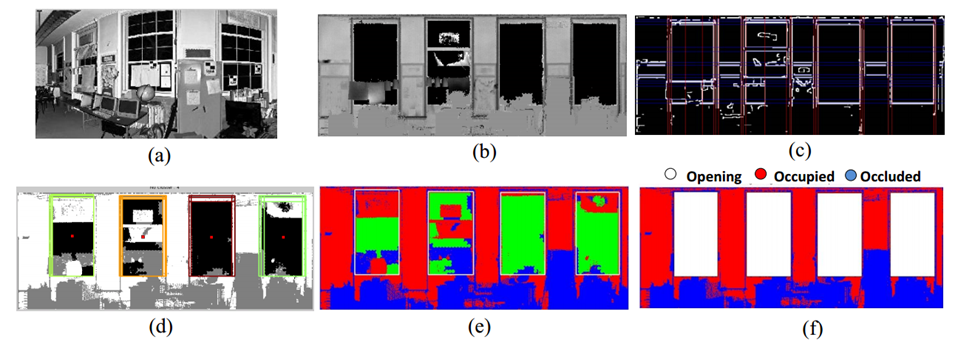 (a)
(b)
(c)
Opening Occupied Occluded
(d)
(e)
(f)